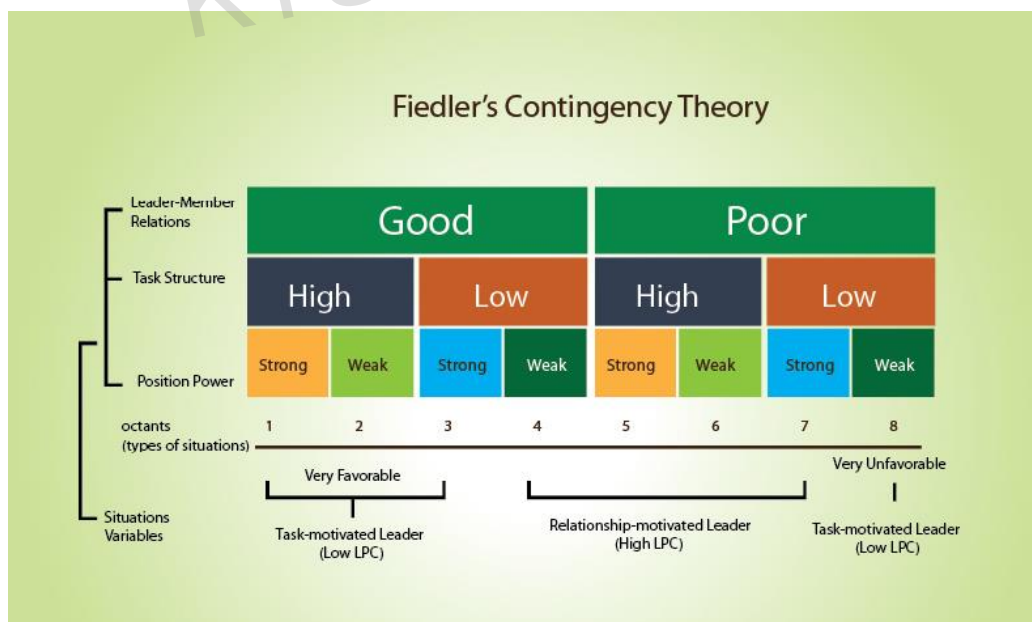 Fiedler's Contingency Theory
Leader-Member
Relations
Good
Poor
Task Structure
High
Low
High
Low
Position Power
Strong
Weak
Strong
Weak
Strong
Weak
Strong
Weak
octants
(types of situations)
1
2
3
4
5
6
7
8
Very Favorable
Very Unfavorable
Situations
Variables
Task-motivated Leader
(Low LPC)
Relationship-motivated Leader
(High LPC)
Task-motivated Leader
(Low LPC)